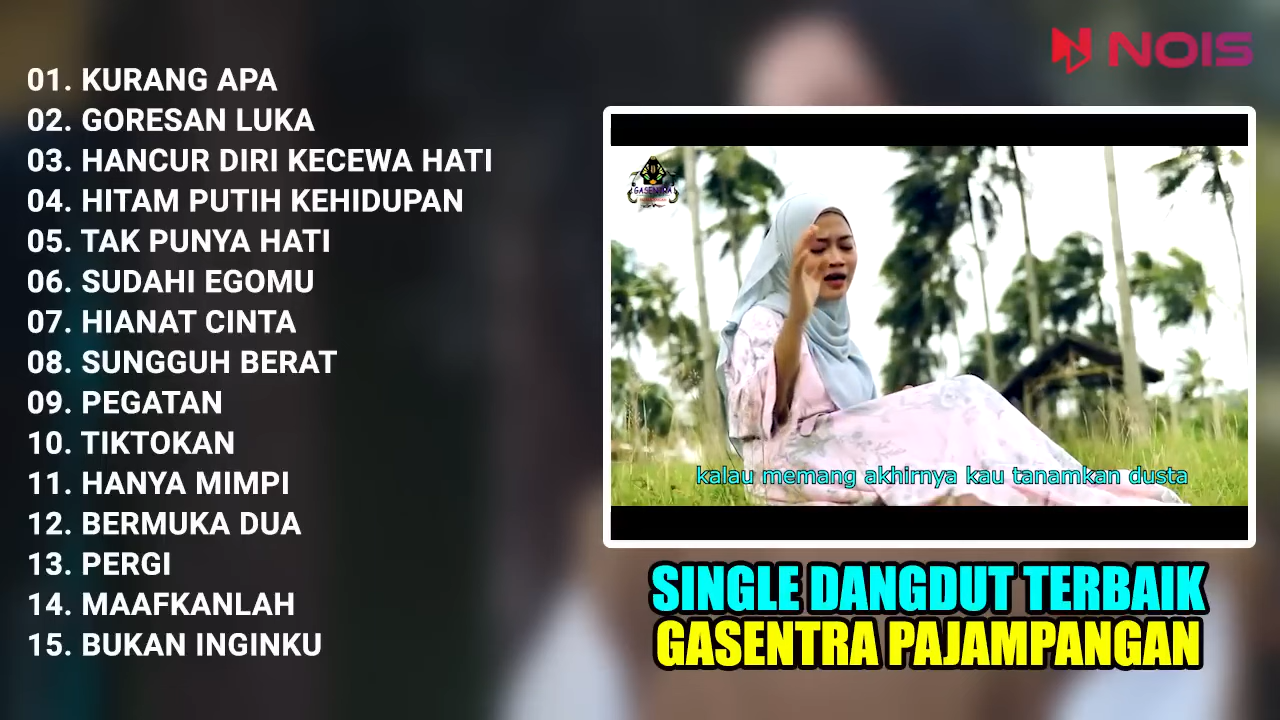 01. KURANG APA
02. GORESAN LUKA
03. HANCUR DIRI KECEWA HATI
04. HITAM PUTIH KEHIDUPAN
05. TAK PUNYA HATI
06. SUDAHI EGOMU
07. HIANAT CINTA
08. SUNGGUH BERAT
09. PEGATAN
10. TIKTOKAN
11. HANYA MIMPI
12. BERMUKA DUA
13. PERGI
14. MAAFKANLAH
15. BUKAN INGINKU
NOIS
GASENTRA
kalau memang akhirnya kau tanamkan dusta
SINGLE DANGDUT TERBAIK
GASENTRA PAJAMPANGAN